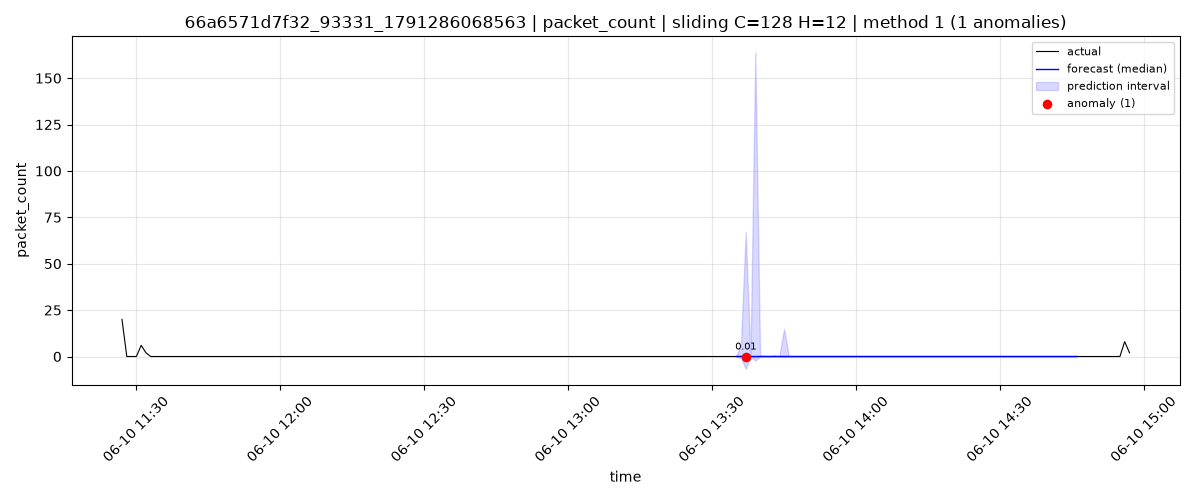 66a6571d7f32_93331_1791286068563 | packet_count | sliding C=128 H=12 | method 1 (1 anomalies)
actual
forecast (median)
prediction interval
anomaly (1)
packet_count
150
125
100
75
50
25
0
0.01
06-10 11:30
06-10 12:00
06-10 12:30
06-10 13:00
06-10 13:30
06-10 14:00
06-10 14:30
06-10 15:00
time